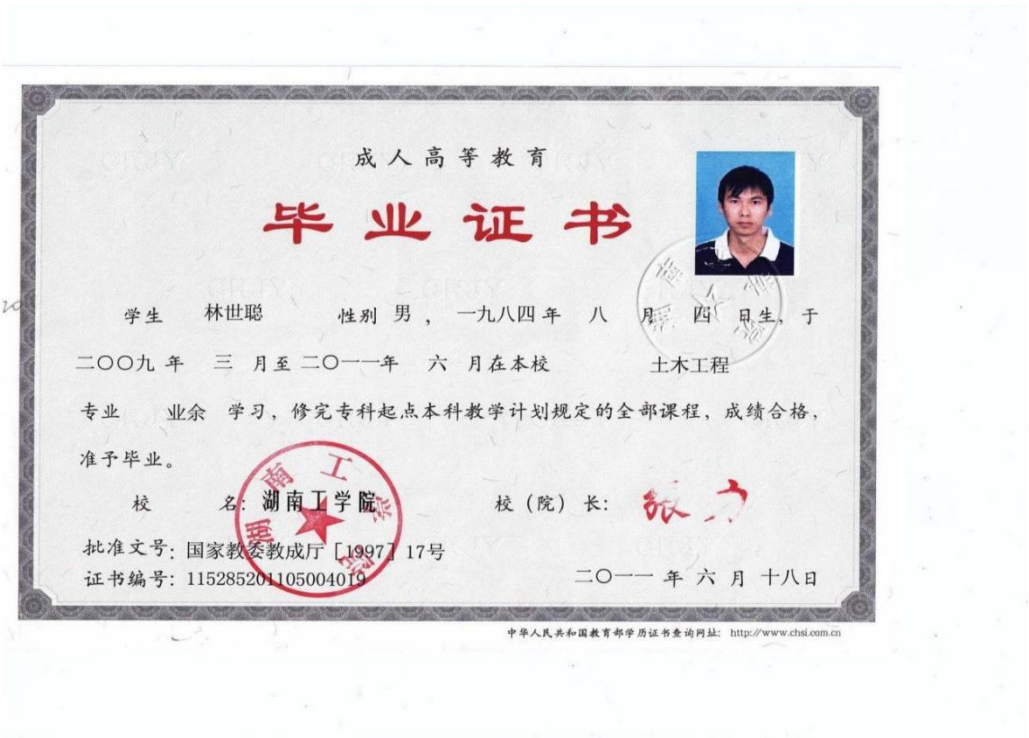 成人高等教育
毕业证书
学生 林世聪 性别 男 ， 一九八四年 八 月 四 日生，于
二〇〇九年 三 月至二〇一一年 六 月在本校 土木工程
专业 业余 学习，修完专科起点本科教学计划规定的全部课程，成绩合格，
准予毕业。
校 名：湖南工学院 校（院）长：张力
湖南工学院
批准文号：国家教委教成厅［1997］17号
证书编号：115285201105004019 二〇一一年六月十八日
中华人民共和国教育部学历证书查询网址： http://www.chsi.com.cn